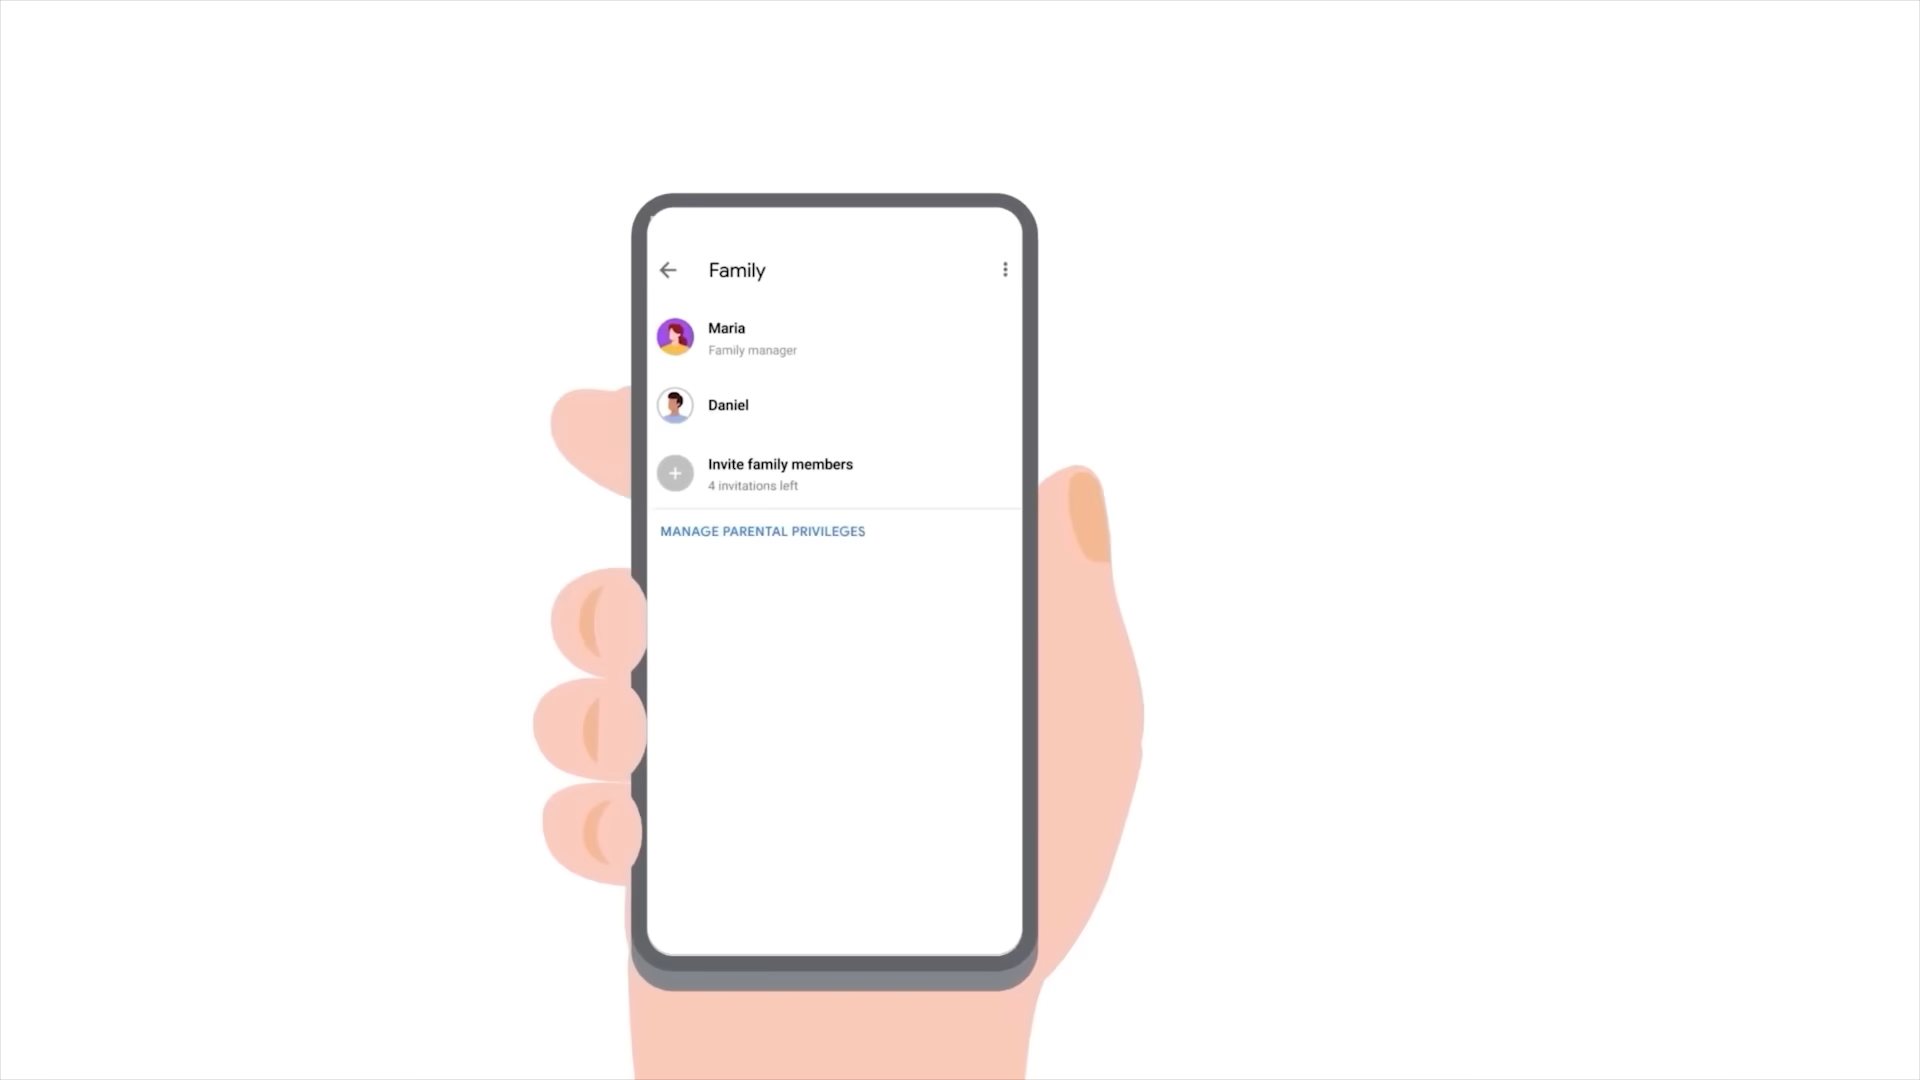 Family
Maria
Family manager
Daniel
Invite family members
4 invitations left
MANAGE PARENTAL PRIVILEGES